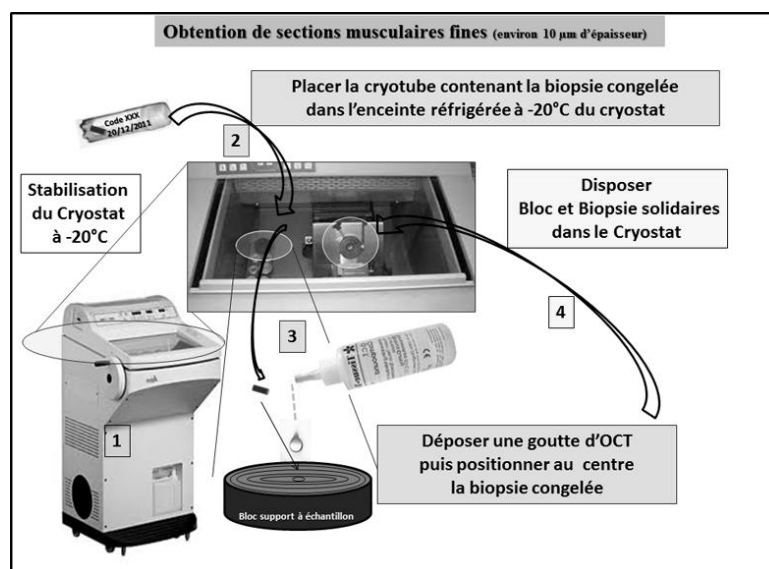 Obtention de sections musculaires fines (environ 10 µm d'épaisseur)
Placer la cryotube contenant la biopsie congelée
dans l'enceinte réfrigérée à -20°C du cryostat
Code XXX
20/12/2011
2
Stabilisation
du Cryostat
à -20°C
Disposer
Bloc et Biopsie solidaires
dans le Cryostat
4
3
1
Déposer une goutte d'OCT
puis positionner au centre
la biopsie congelée
Bloc support à échantillon